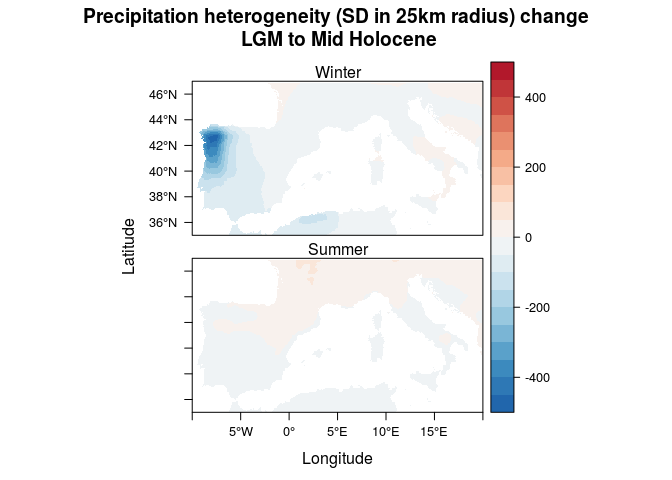 Precipitation heterogeneity (SD in 25km radius) change
LGM to Mid Holocene
Winter
46°N
44°N
42°N
40°N
38°N
36°N
Summer
Latitude
5°W 0° 5°E 10°E 15°E
Longitude
400
200
0
-200
-400